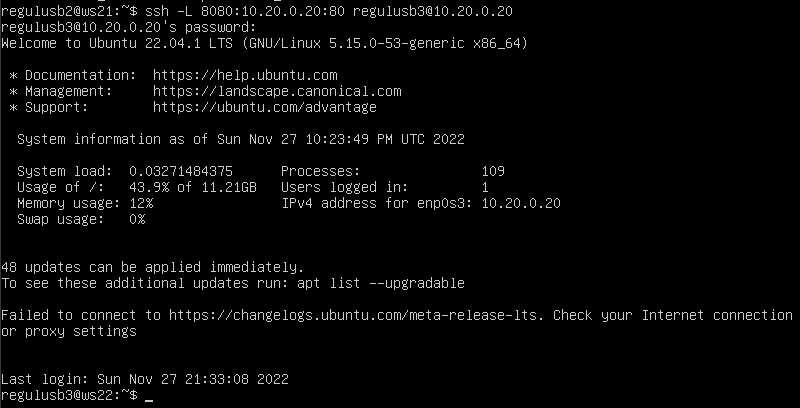 regulusb2@ws21:~$ ssh -L 8080:10.20.0.20:80 regulusb3@10.20.0.20
regulusb3@10.20.0.20's password:
Welcome to Ubuntu 22.04.1 LTS (GNU/Linux 5.15.0-53-generic x86_64)

 * Documentation:  https://help.ubuntu.com
 * Management:     https://landscape.canonical.com
 * Support:        https://ubuntu.com/advantage

  System information as of Sun Nov 27 10:23:49 PM UTC 2022

  System load:  0.03271484375      Processes:               109
  Usage of /:   43.9% of 11.21GB   Users logged in:         1
  Memory usage: 12%                IPv4 address for enp0s3: 10.20.0.20
  Swap usage:   0%

48 updates can be applied immediately.
To see these additional updates run: apt list --upgradable

Failed to connect to https://changelogs.ubuntu.com/meta-release-lts. Check your Internet connection
or proxy settings

Last login: Sun Nov 27 21:33:08 2022
regulusb3@ws22:~$ _